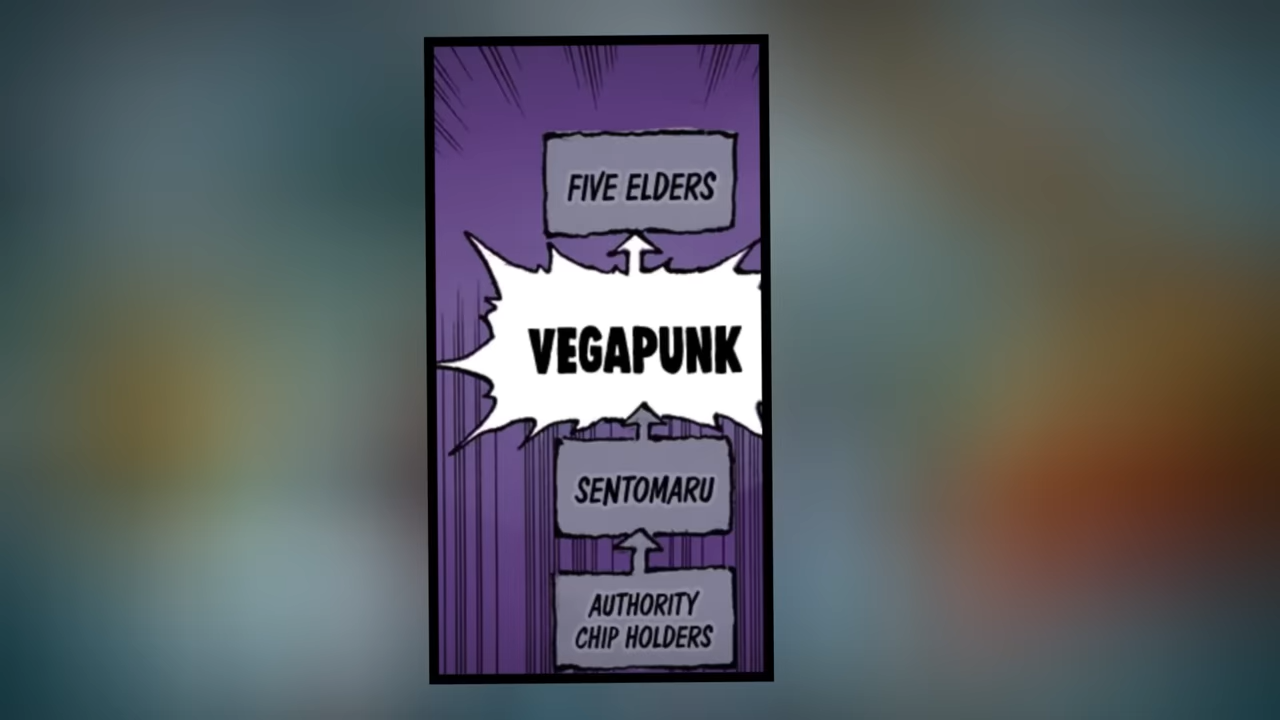 FIVE ELDERS
VEGAPUNK
SENTOMARU
AUTHORITY
CHIP HOLDERS